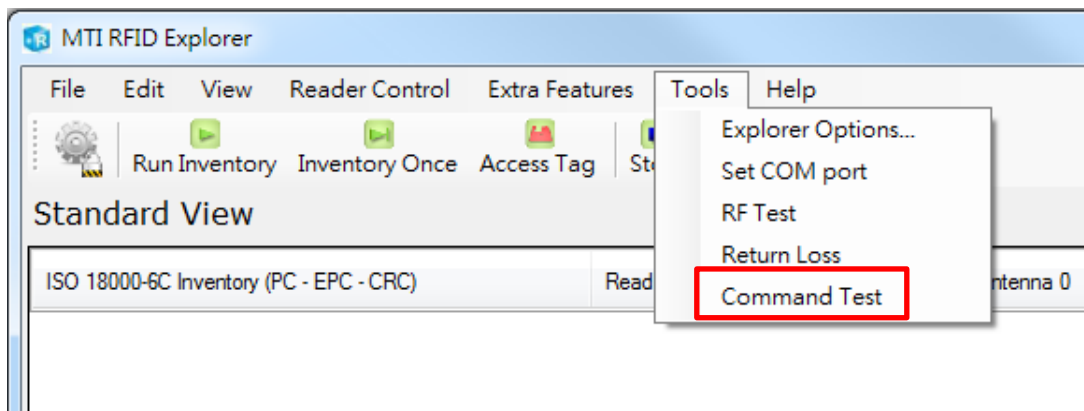 MTI RFID Explorer
File Edit View Reader Control Extra Features Tools Help
Run Inventory Inventory Once Access Tag
Explorer Options...
Set COM port
RF Test
Return Loss
Command Test
Standard View
ISO 18000-6C Inventory (PC - EPC - CRC) Read